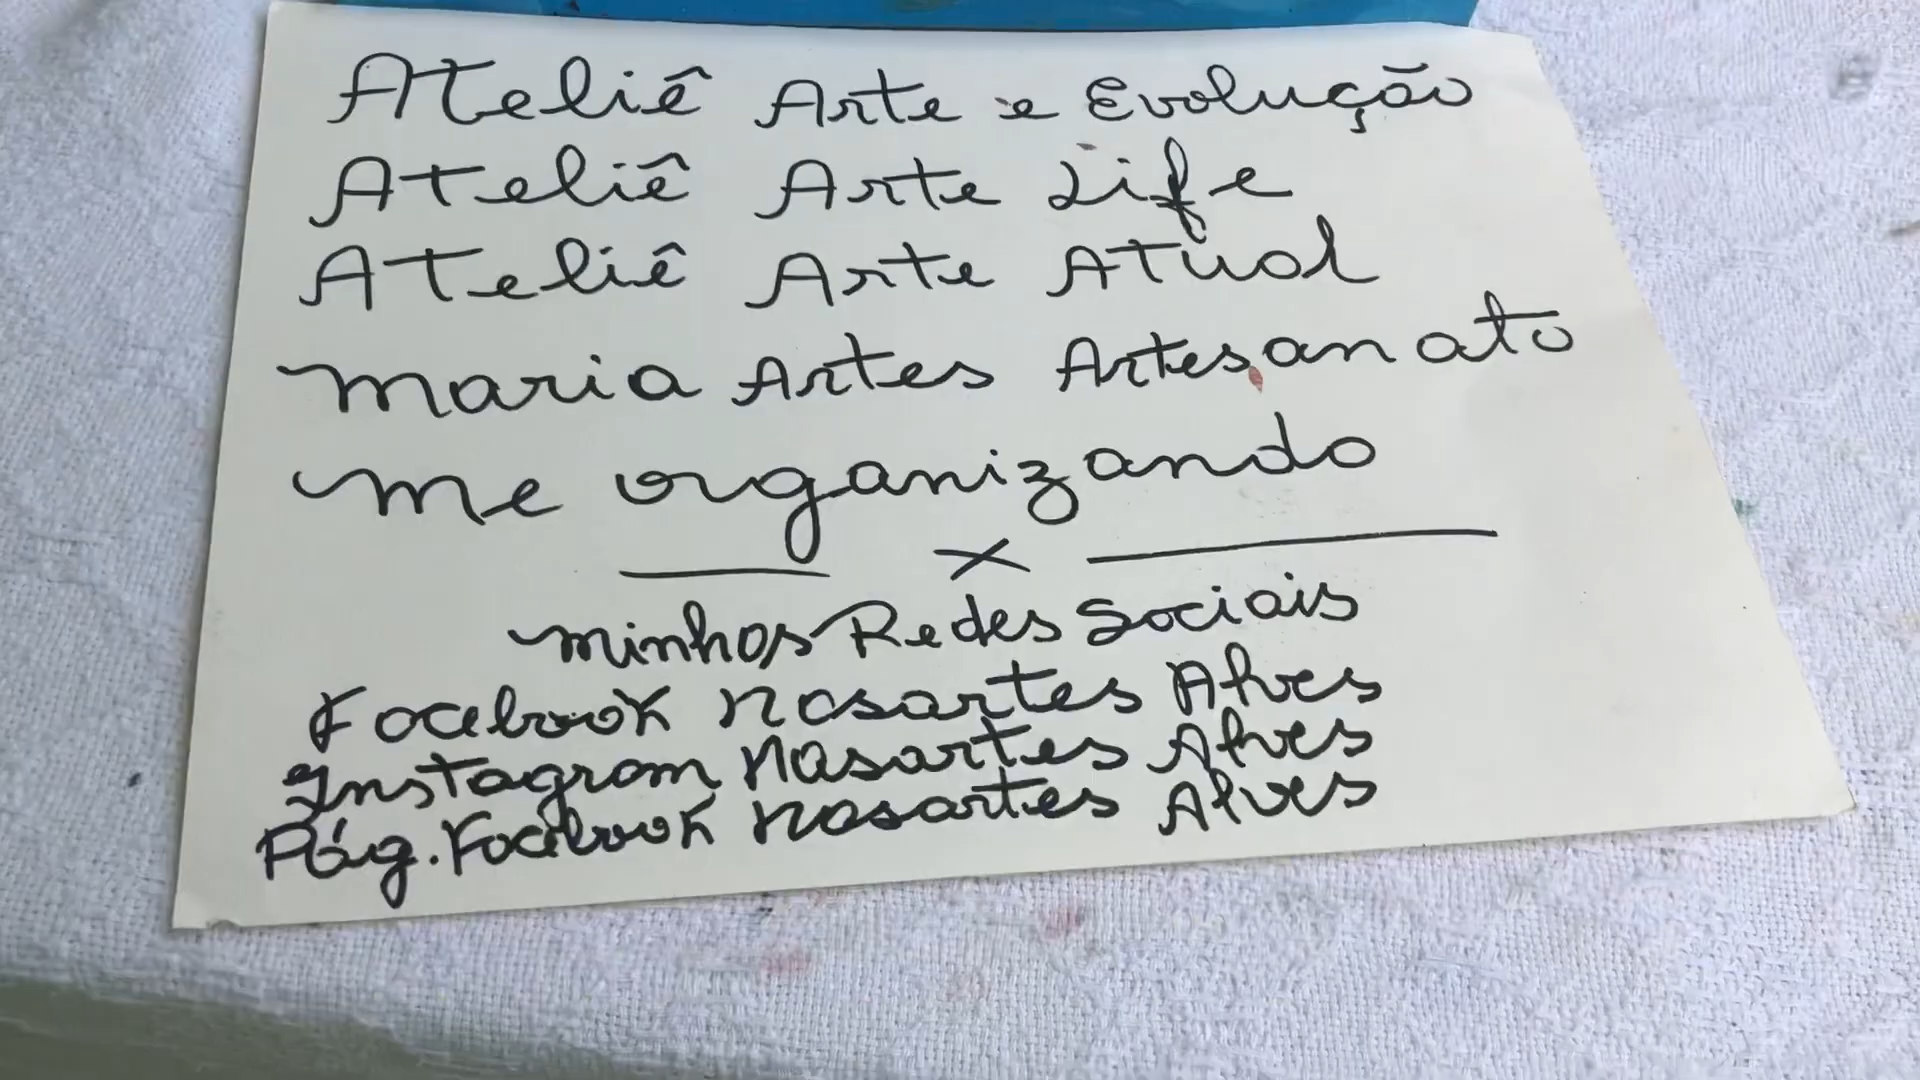 Ateliê Arte e Evolução
Ateliê Arte Life
Ateliê Arte Atual
Maria Artes Artesanato
Me organizando
x
Minhas Redes Sociais
Facebook Nasartes Alves
Instagram Nasartes Alves
Pág. Facebook Nasartes Alves